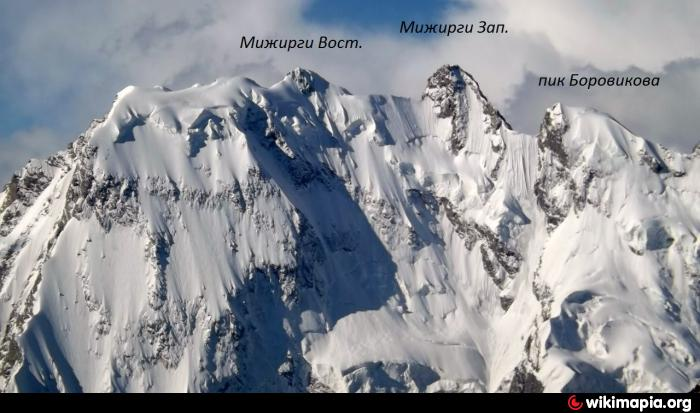 Мижирги Зап.
Мижирги Вост.
пик Боровикова
wikimapia.org